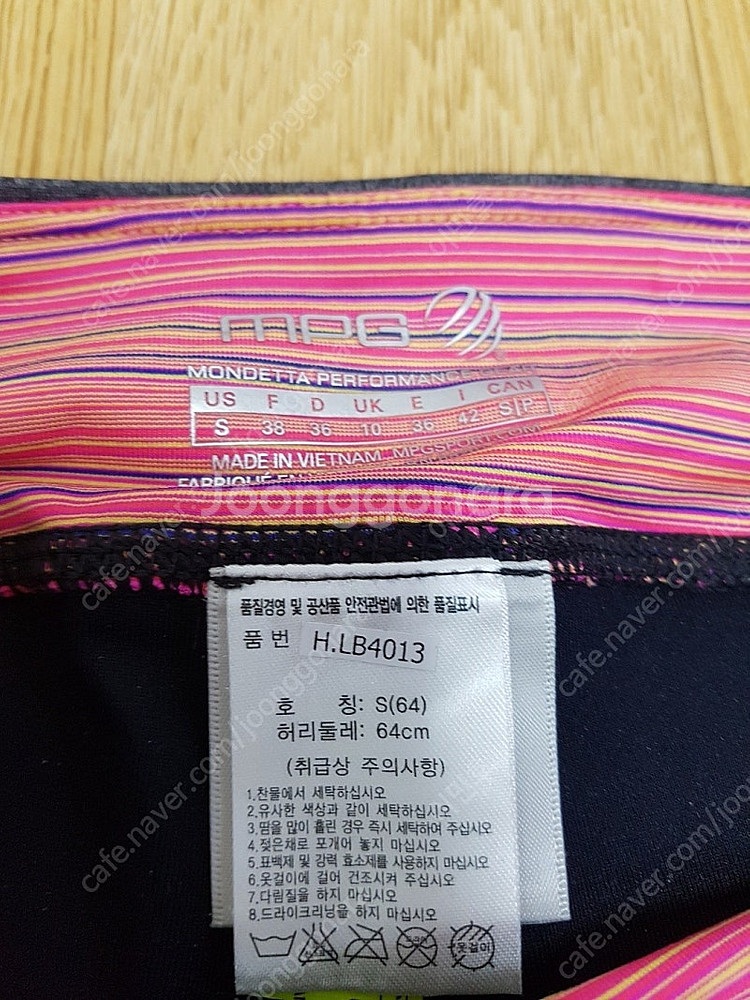 mPG
MONDETTA PERFORMANCE GEAR
US F D UK E I CAN
S 38 36 10 36 42 S|P
MADE IN VIETNAM. MPGSPORT.COM
FABRIQUÉ EN
Joonggonara
품질경영 및 공산품 안전관법에 의한 품질표시
품 번 H.LB4013
호 칭: S(64)
허리둘레: 64cm
(취급상 주의사항)
1.찬물에서 세탁하십시오
2.유사한 색상과 같이 세탁하십시오
3.땀을 많이 흘린 경우 즉시 세탁하여 주십시오
4.젖은채로 포개어 놓지 마십시오
5.표백제 및 강력 효소제를 사용하지 마십시오
6.옷걸이에 걸어 건조시켜 주십시오
7.다림질을 하지 마십시오
8.드라이크리닝을 하지 마십시오
옷걸이
cafe.naver.com/joonggonara